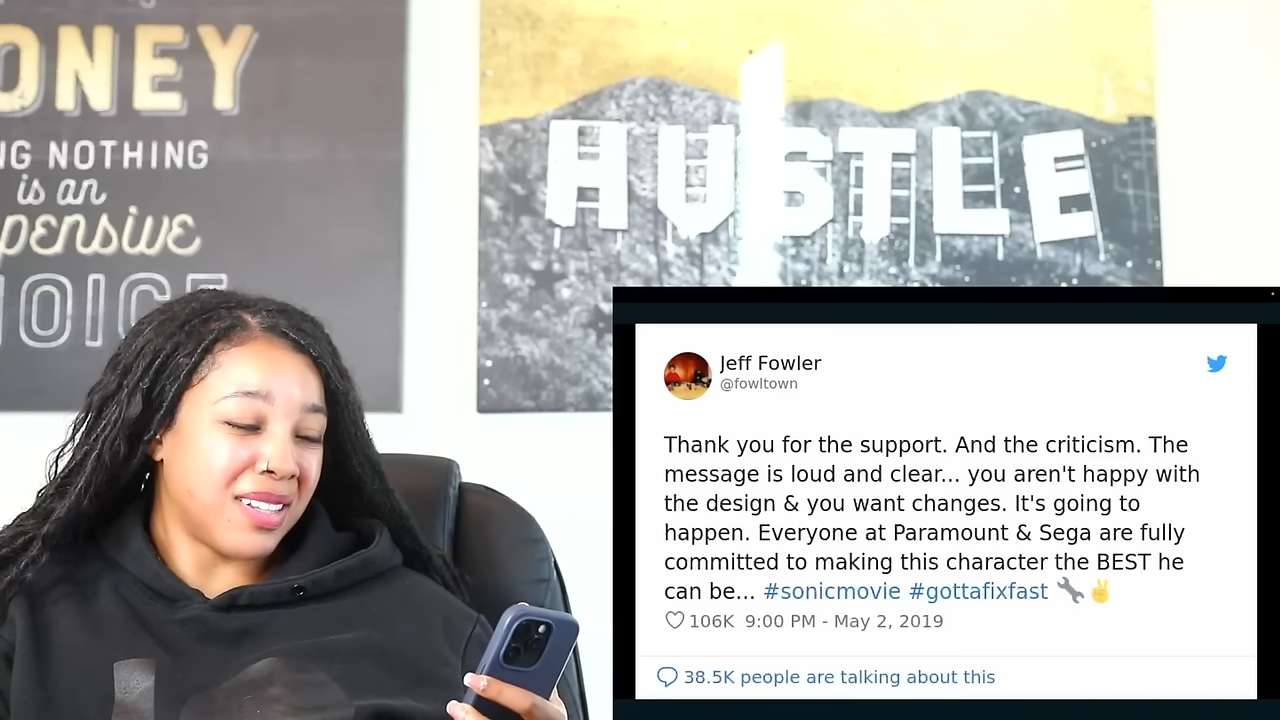 ONEY
NG NOTHING
is an
pensive
HOICE
HUSTLE
Jeff Fowler
@fowltown
Thank you for the support. And the criticism. The
message is loud and clear... you aren't happy with
the design & you want changes. It's going to
happen. Everyone at Paramount & Sega are fully
committed to making this character the BEST he
can be... #sonicmovie #gottafixfast 🔧✌
106K 9:00 PM - May 2, 2019
38.5K people are talking about this